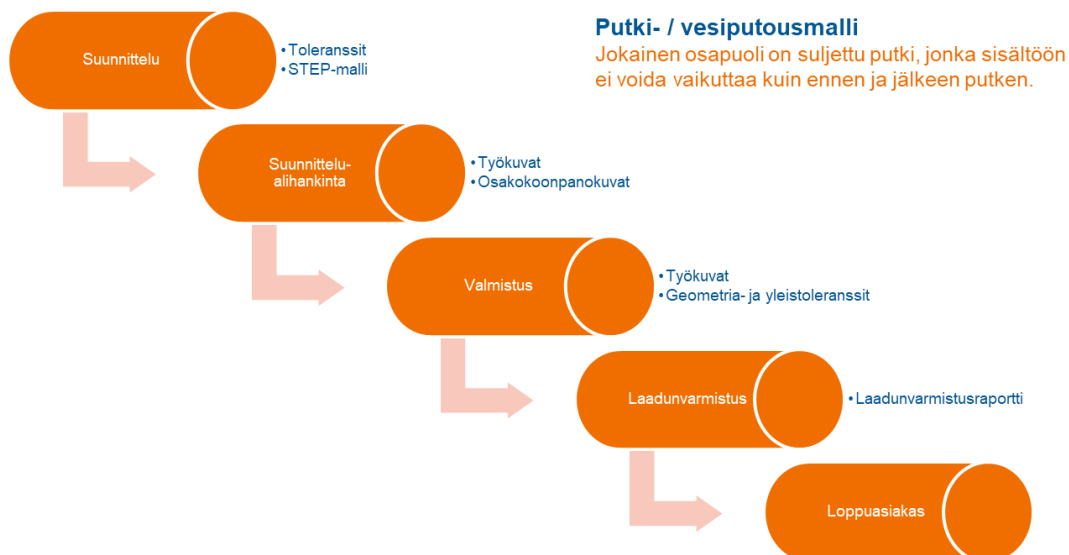 Putki- / vesiputousmalli
Jokainen osapuoli on suljettu putki, jonka sisältöön
ei voida vaikuttaa kuin ennen ja jälkeen putken.
Suunnittelu
•Toleranssit
•STEP-malli
Suunnittelu-
alihankinta
•Työkuvat
•Osakokoonpanokuvat
Valmistus
•Työkuvat
•Geometria- ja yleistoleranssit
Laadunvarmistus
•Laadunvarmistusraportti
Loppuasiakas